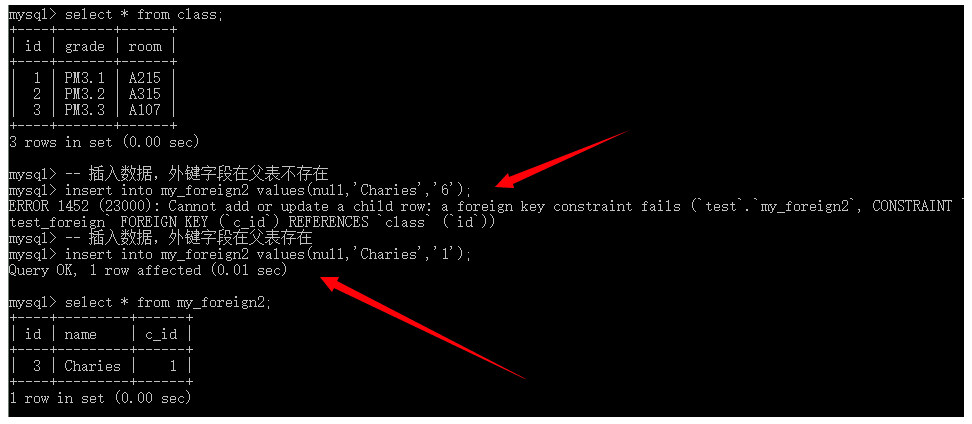 mysql> select * from class;
+----+-------+------+
| id | grade | room |
+----+-------+------+
|  1 | PM3.1 | A215 |
|  2 | PM3.2 | A315 |
|  3 | PM3.3 | A107 |
+----+-------+------+
3 rows in set (0.00 sec)
mysql> -- 插入数据，外键字段在父表不存在
mysql> insert into my_foreign2 values(null,'Charies','6');
ERROR 1452 (23000): Cannot add or update a child row: a foreign key constraint fails (`test`.`my_foreign2`, CONSTRAINT `
test_foreign` FOREIGN KEY (`c_id`) REFERENCES `class` (`id`))
mysql> -- 插入数据，外键字段在父表存在
mysql> insert into my_foreign2 values(null,'Charies','1');
Query OK, 1 row affected (0.01 sec)
mysql> select * from my_foreign2;
+----+---------+------+
| id | name    | c_id |
+----+---------+------+
|  3 | Charies |    1 |
+----+---------+------+
1 row in set (0.00 sec)